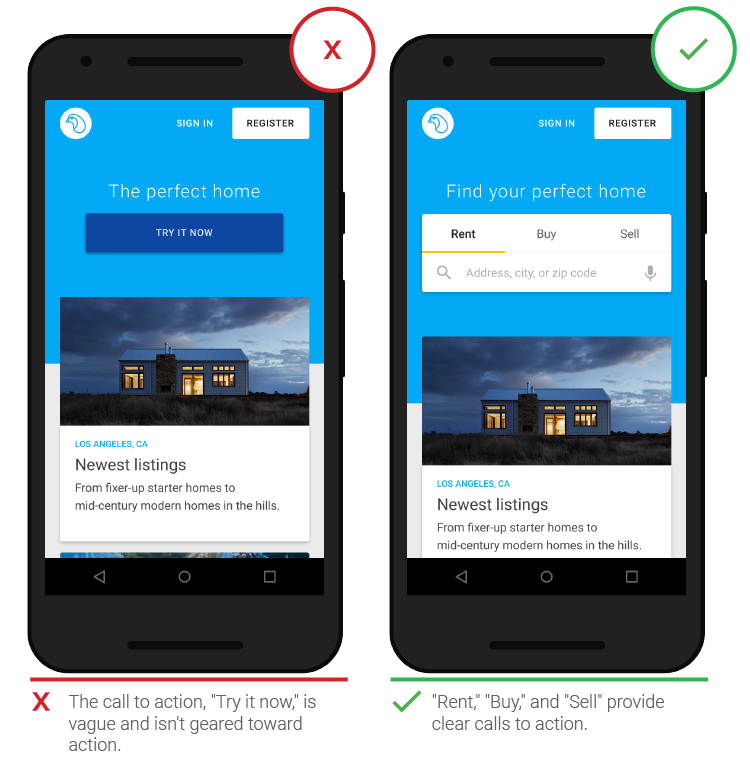 X
SIGN IN
REGISTER
The perfect home
TRY IT NOW
LOS ANGELES, CA
Newest listings
From fixer-up starter homes to
mid-century modern homes in the hills.
X The call to action, "Try it now," is
vague and isn't geared toward
action.
SIGN IN
REGISTER
Find your perfect home
Rent
Buy
Sell
Address, city, or zip code
LOS ANGELES, CA
Newest listings
From fixer-up starter homes to
mid-century modern homes in the hills.
"Rent," "Buy," and "Sell" provide
clear calls to action.